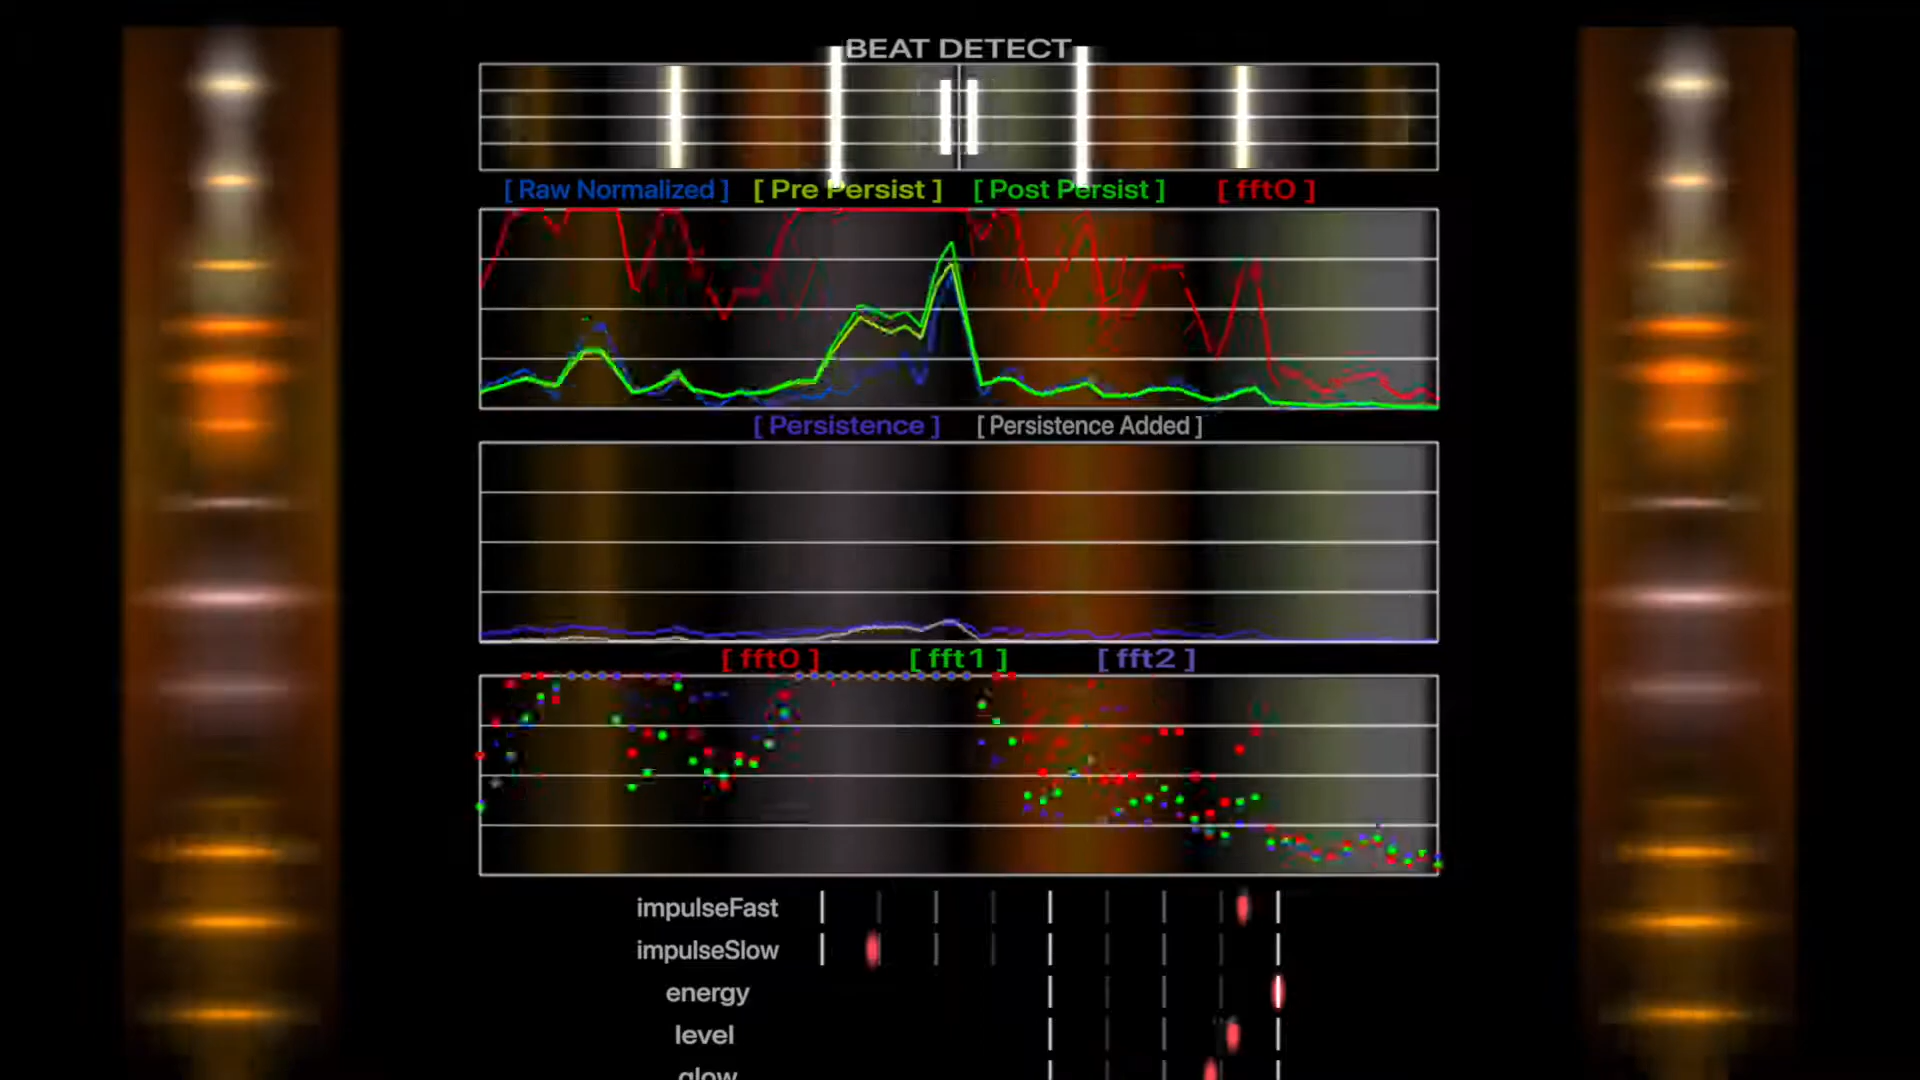 BEAT DETECT
[ Raw Normalized ] [ Pre Persist ] [ Post Persist ] [ fft0 ]
[ Persistence ] [ Persistence Added ]
[ fft0 ] [ fft1 ] [ fft2 ]
impulseFast
impulseSlow
energy
level
glow